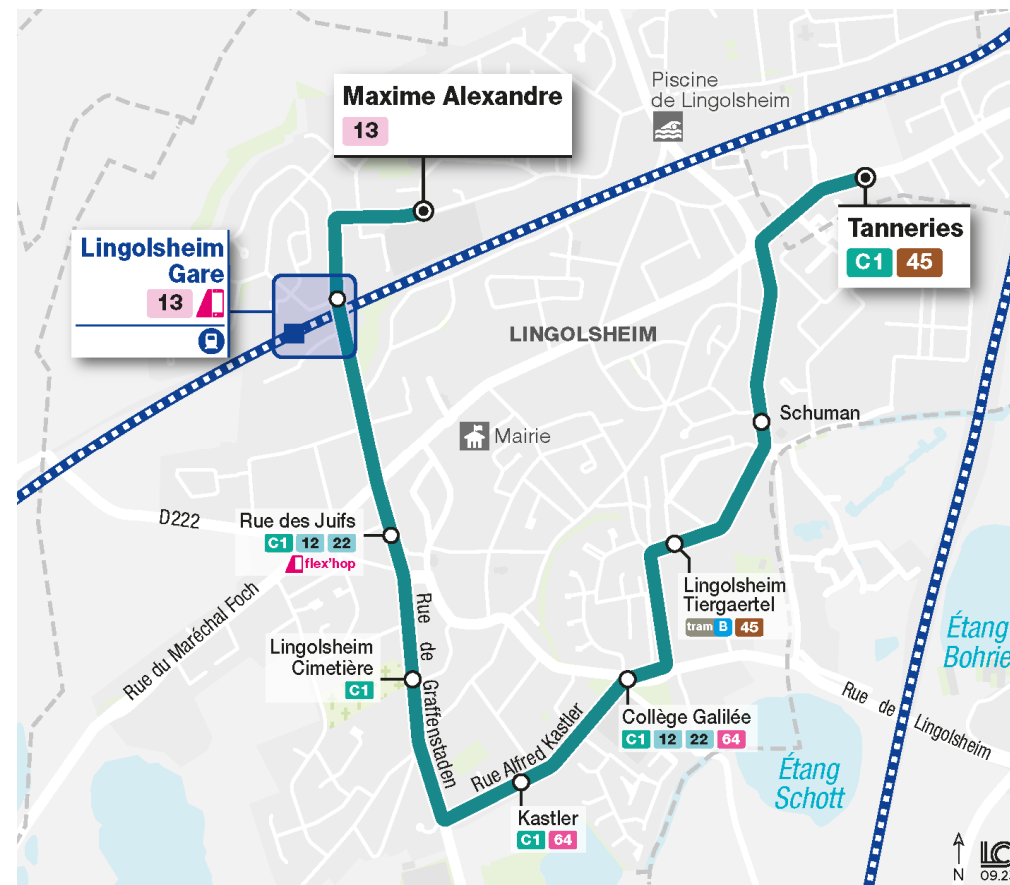 Piscine
de Lingolsheim
Maxime Alexandre
13
Tanneries
C1 45
Lingolsheim
Gare
13
LINGOLSHEIM
Schuman
Mairie
D222
Rue des Juifs
C1 12 22
flex'hop
Lingolsheim
Tiergaertel
tram B 45
Rue du Maréchal Foch
Rue de Graffenstaden
Étang
Bohrie
Lingolsheim
Cimetière
C1
Rue de Lingolsheim
Collège Galilée
C1 12 22 64
Rue Alfred Kastler
Étang
Schott
Kastler
C1 64
N
LC
09.23